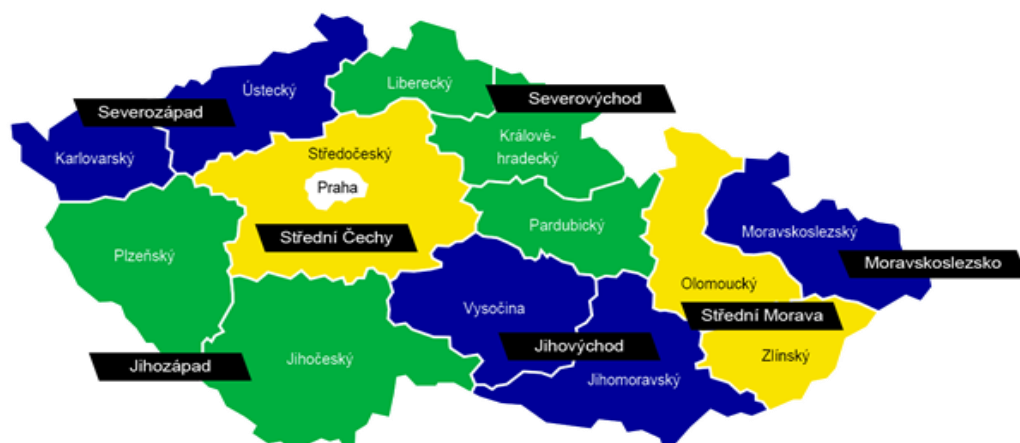 Ústecký
Liberecký
Severozápad
Severovýchod
Karlovarský
Středočeský
Králové-
hradecký
Praha
Střední Čechy
Pardubický
Plzeňský
Moravskoslezský
Moravskoslezsko
Olomoucký
Vysočina
Střední Morava
Jihovýchod
Jihozápad
Jihočeský
Zlínský
Jihomoravský